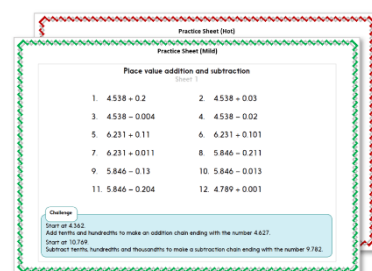 Practice Sheet (Hot)
Practice Sheet (Mild)
Place value addition and subtraction
Sheet 1
1. 4.538 + 0.2 2. 4.538 + 0.03
3. 4.538 – 0.004 4. 4.538 – 0.02
5. 6.231 + 0.11 6. 6.231 + 0.101
7. 6.231 + 0.011 8. 5.846 – 0.211
9. 5.846 – 0.13 10. 5.846 – 0.013
11. 5.846 – 0.204 12. 4.789 + 0.001
Challenge
Start at 4.362.
Add tenths and hundredths to make an addition chain ending with the number 4.627.
Start at 10.769.
Subtract tenths, hundredths and thousandths to make a subtraction chain ending with the number 9.782.